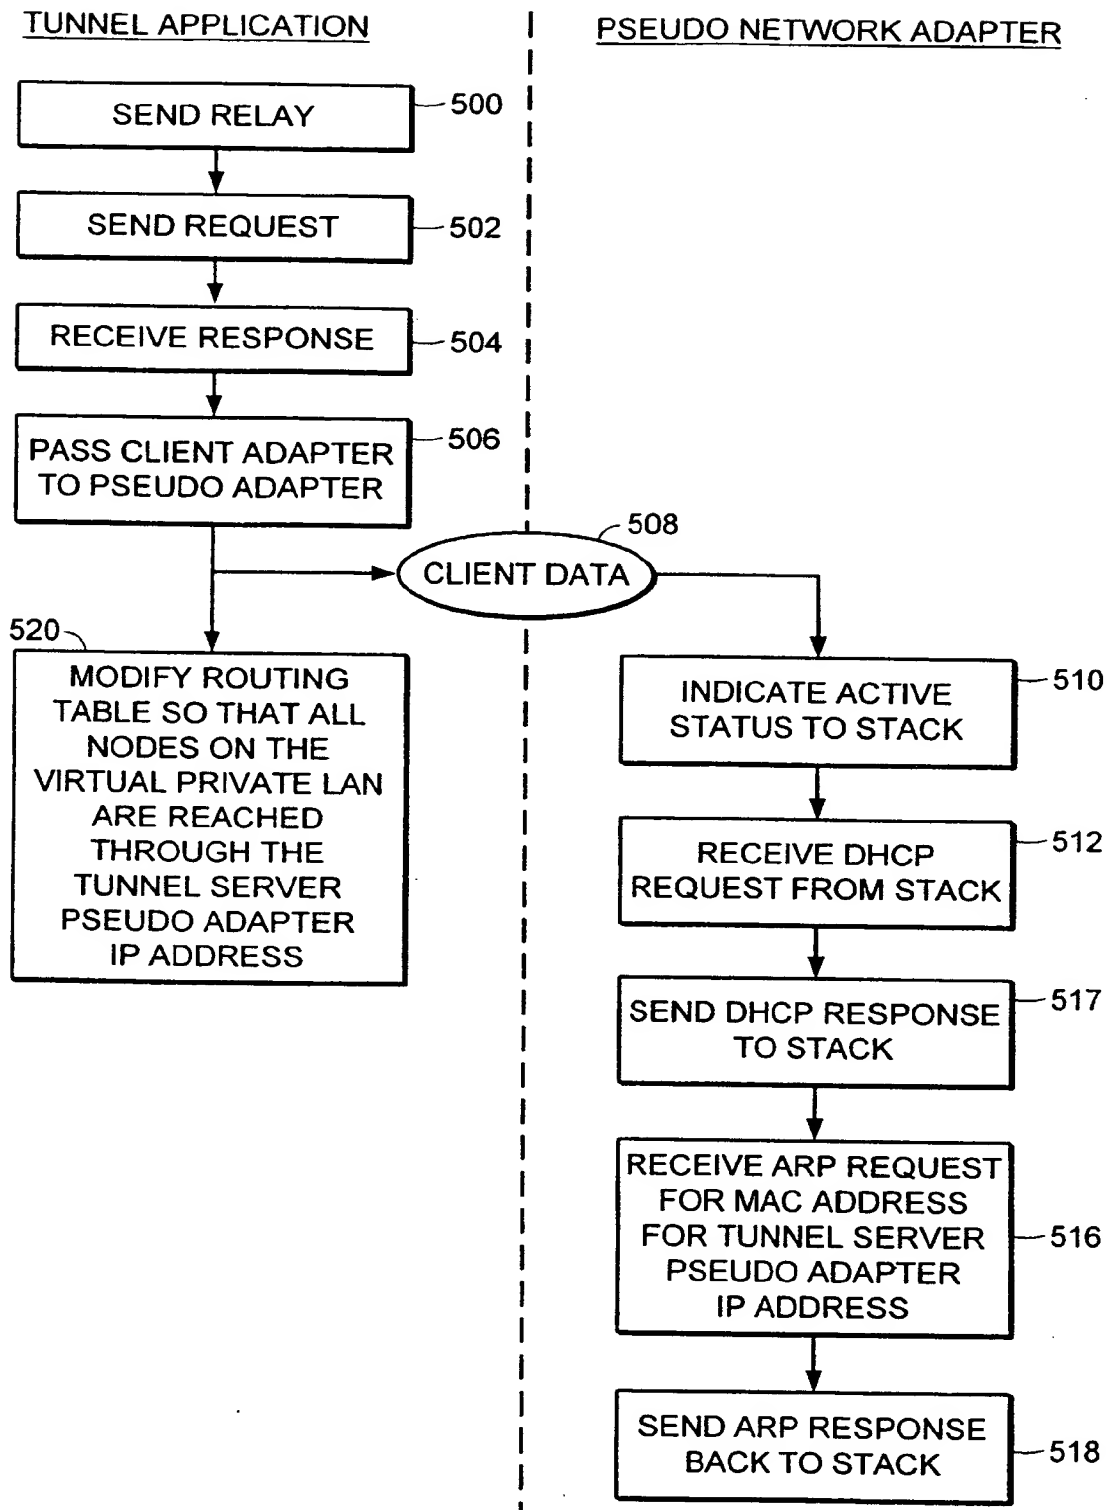 TUNNEL APPLICATION
PSEUDO NETWORK ADAPTER
SEND RELAY
500
SEND REQUEST
502
RECEIVE RESPONSE
504
PASS CLIENT ADAPTER
TO PSEUDO ADAPTER
506
CLIENT DATA
508
520
MODIFY ROUTING
TABLE SO THAT ALL
NODES ON THE
VIRTUAL PRIVATE LAN
ARE REACHED
THROUGH THE
TUNNEL SERVER
PSEUDO ADAPTER
IP ADDRESS
INDICATE ACTIVE
STATUS TO STACK
510
RECEIVE DHCP
REQUEST FROM STACK
512
SEND DHCP RESPONSE
TO STACK
517
RECEIVE ARP REQUEST
FOR MAC ADDRESS
FOR TUNNEL SERVER
PSEUDO ADAPTER
IP ADDRESS
516
SEND ARP RESPONSE
BACK TO STACK
518